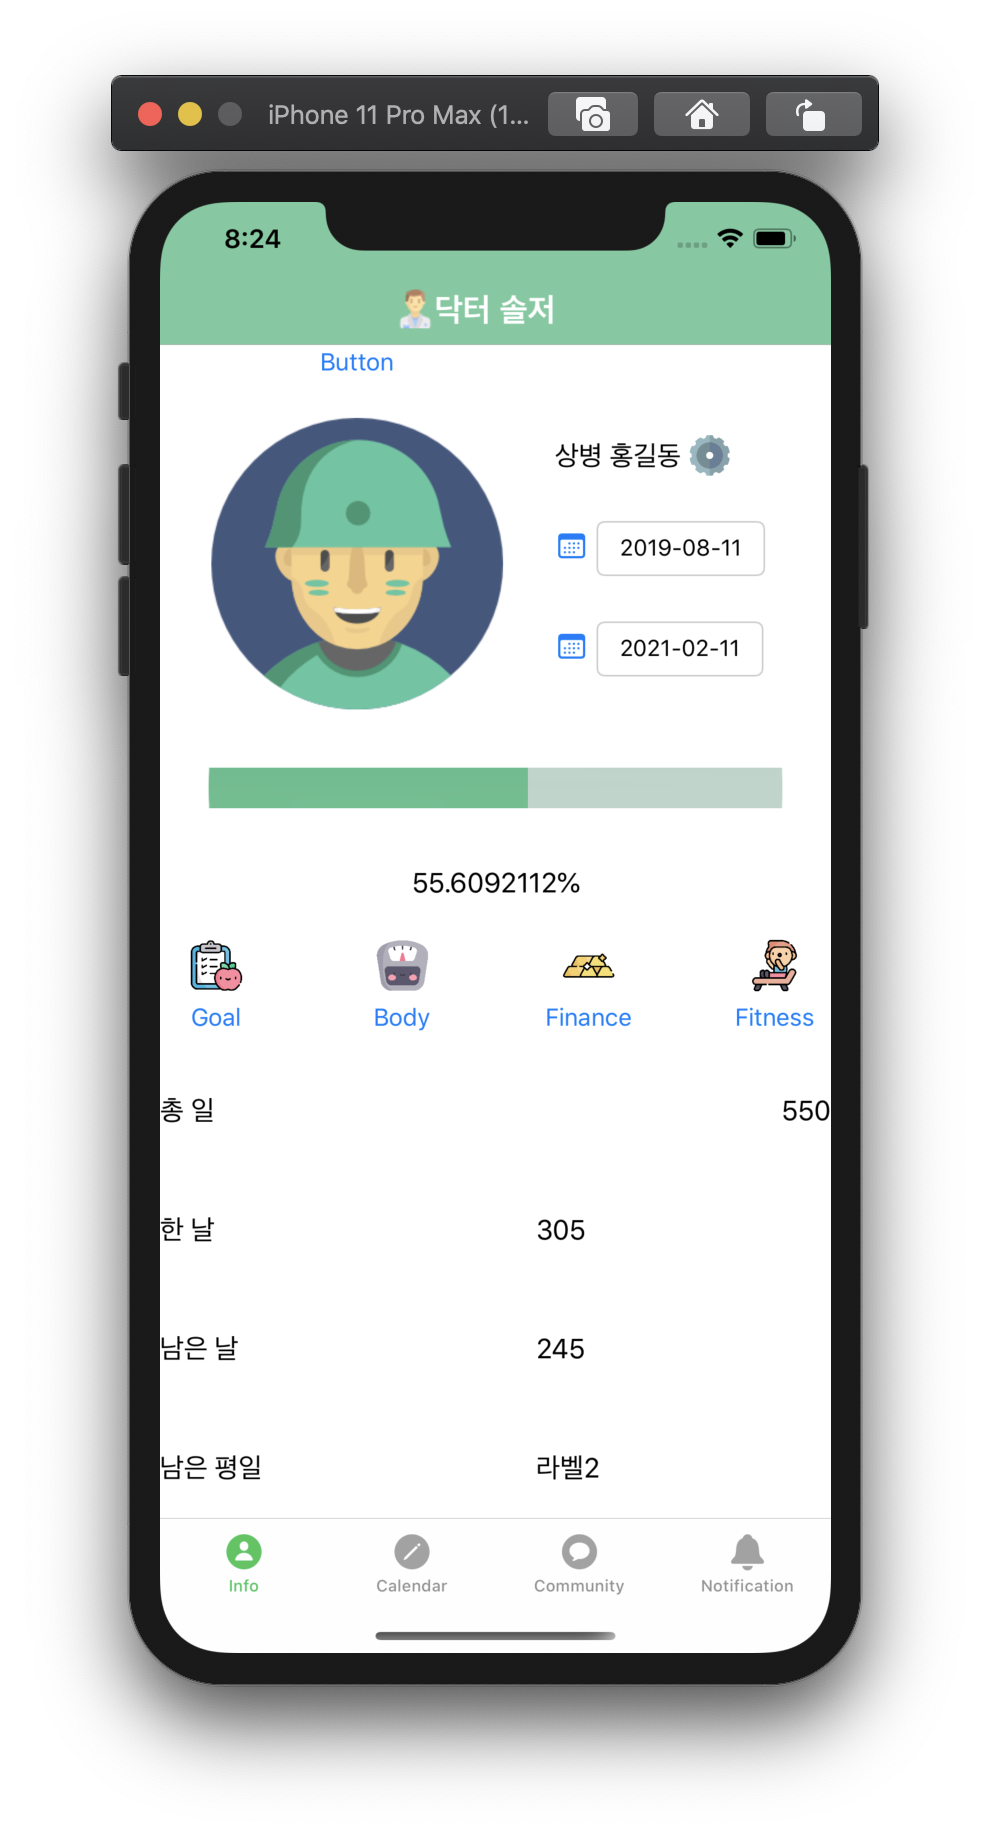 iPhone 11 Pro Max (1...
8:24
닥터 솔저
Button
상병 홍길동
2019-08-11
2021-02-11
55.6092112%
Goal Body Finance Fitness
총 일 550
한 날 305
남은 날 245
남은 평일 라벨2
Info Calendar Community Notification